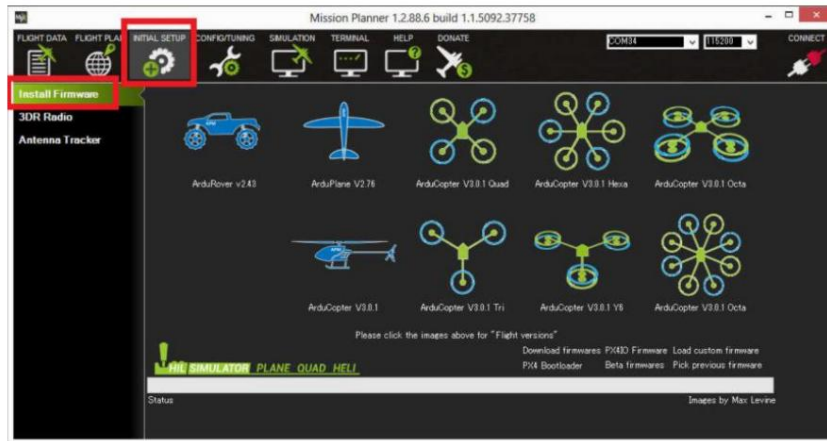 Mission Planner 1.2.88.6 build 1.1.5092.37758
FLIGHT DATA FLIGHT PLAN INITIAL SETUP CONFIG/TUNING SIMULATION TERMINAL HELP DONATE COM34 115200 CONNECT
Install Firmware
3DR Radio
Antenna Tracker
ArduRover v2.43 ArduPlane V2.76 ArduCopter V3.0.1 Quad ArduCopter V3.0.1 Hexa ArduCopter V3.0.1 Octa
ArduCopter V3.0.1 ArduCopter V3.0.1 Tri ArduCopter V3.0.1 Y6 ArduCopter V3.0.1 Octa
Please click the images above for "Flight versions"
Download firmwares PX4IO Firmware Load custom firmware
HIL SIMULATOR PLANE QUAD HELI PX4 Bootloader Beta firmwares Pick previous firmware
Status Images by Max Levine